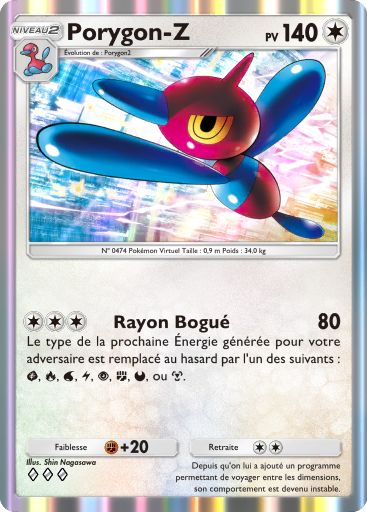 NIVEAU2
Porygon-Z
PV 140
Évolution de : Porygon2
N° 0474 Pokémon Virtuel Taille : 0,9 m Poids : 34,0 kg
Rayon Bogué 80
Le type de la prochaine Énergie générée pour votre
adversaire est remplacé au hasard par l'un des suivants :
, , , , , , , ou .
Faiblesse +20
Retraite
Illus. Shin Nagasawa
Depuis qu'on lui a ajouté un programme
permettant de voyager entre les dimensions,
son comportement est devenu instable.